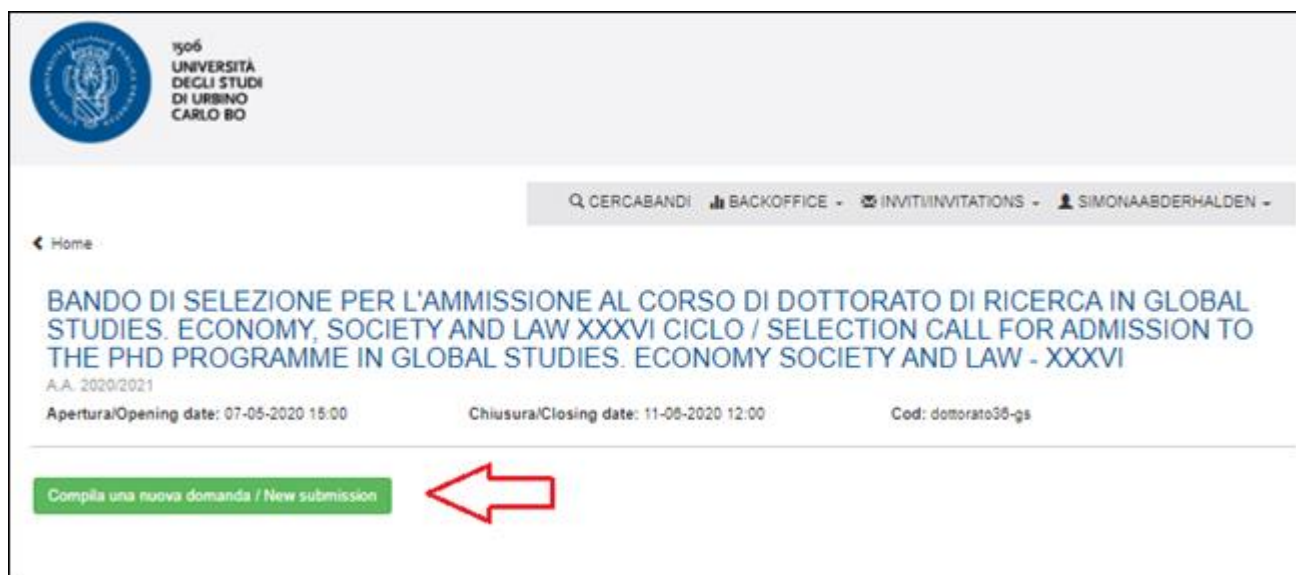 1506
UNIVERSITÀ
DEGLI STUDI
DI URBINO
CARLO BO
CERCABANDI BACKOFFICE INVITI/INVITATIONS SIMONAABDERHALDEN
Home
BANDO DI SELEZIONE PER L'AMMISSIONE AL CORSO DI DOTTORATO DI RICERCA IN GLOBAL
STUDIES. ECONOMY, SOCIETY AND LAW XXXVI CICLO / SELECTION CALL FOR ADMISSION TO
THE PHD PROGRAMME IN GLOBAL STUDIES. ECONOMY SOCIETY AND LAW - XXXVI
A.A. 2020/2021
Apertura/Opening date: 07-05-2020 15:00 Chiusura/Closing date: 11-06-2020 12:00 Cod: dottorato36-gs
Compila una nuova domanda / New submission